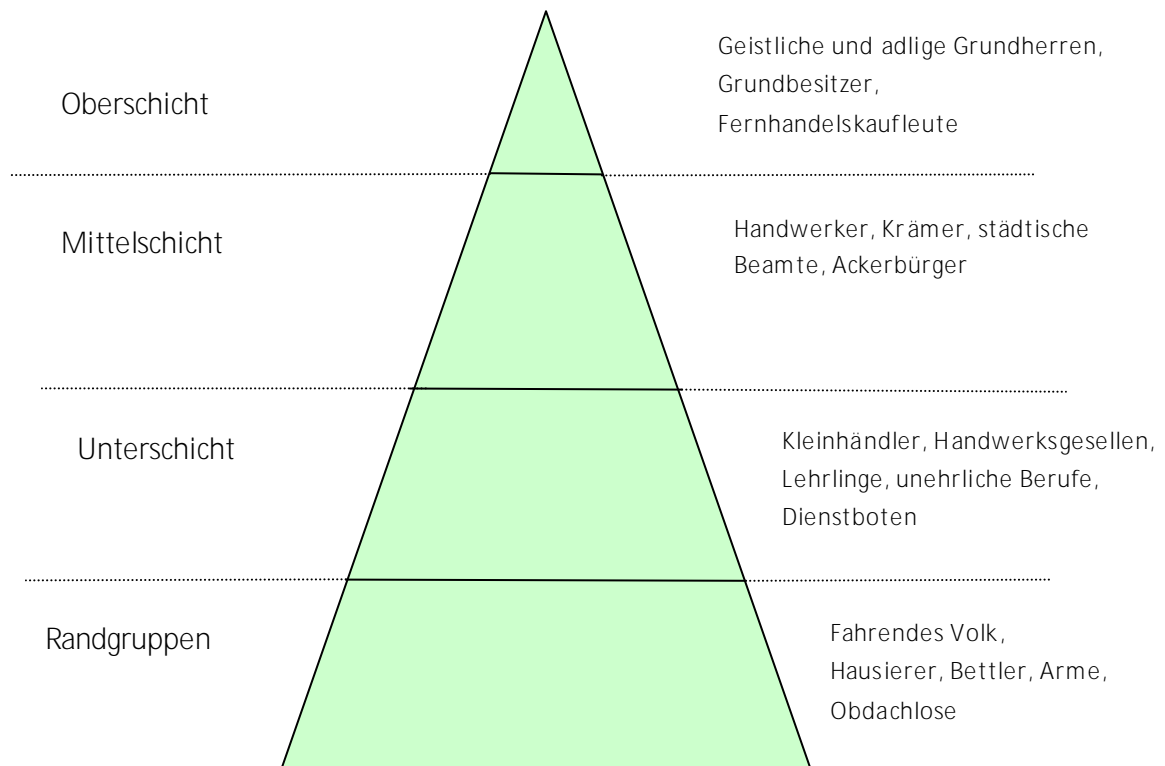 Oberschicht
Geistliche und adlige Grundherren,
Grundbesitzer,
Fernhandelskaufleute
Mittelschicht
Handwerker, Krämer, städtische
Beamte, Ackerbürger
Unterschicht
Kleinhändler, Handwerksgesellen,
Lehrlinge, unehrliche Berufe,
Dienstboten
Randgruppen
Fahrendes Volk,
Hausierer, Bettler, Arme,
Obdachlose